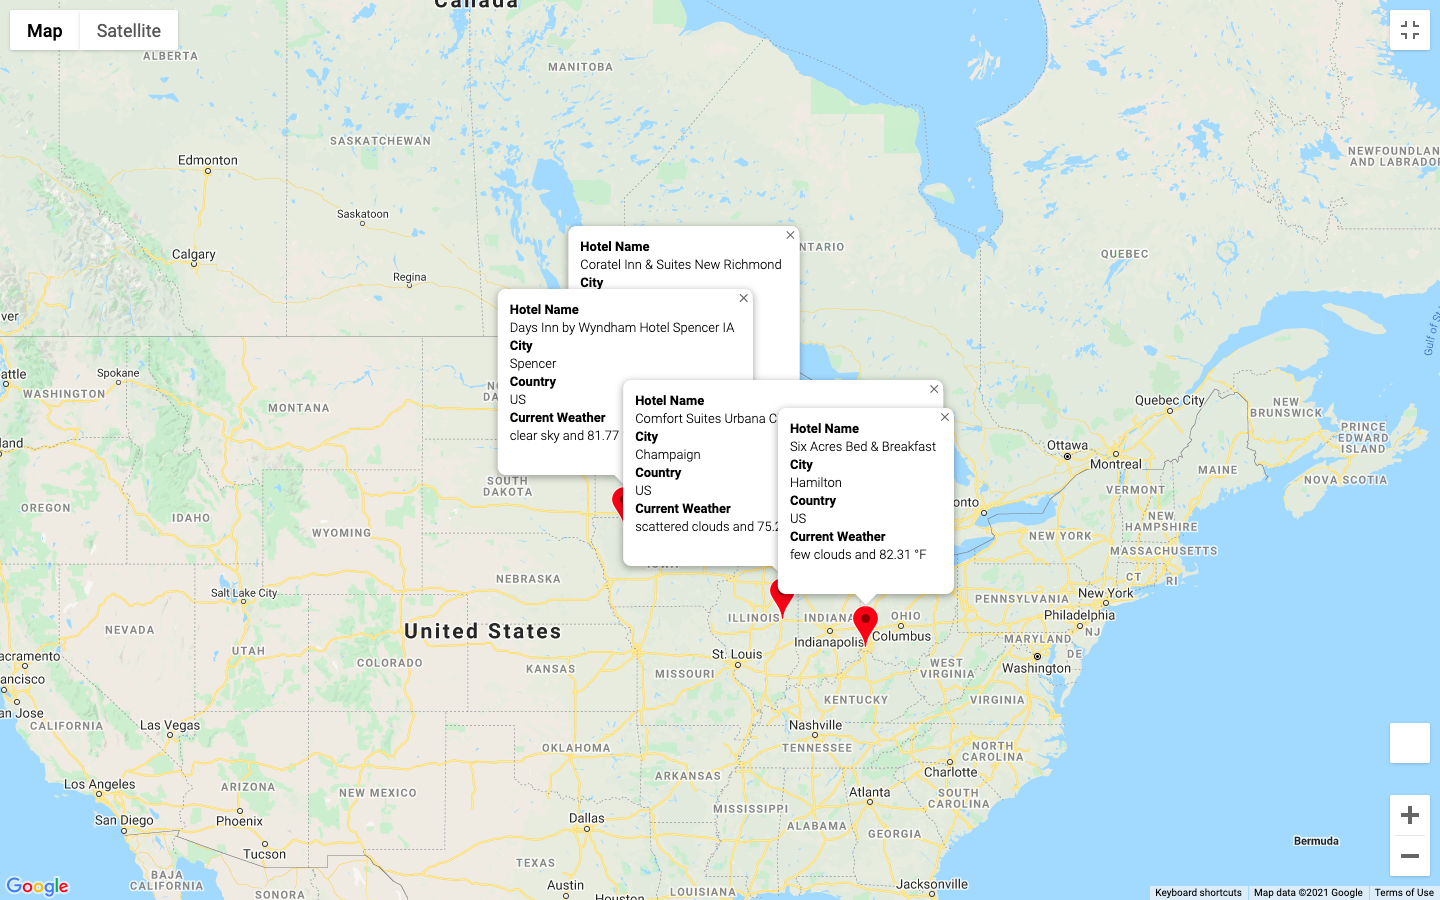 Canada
Map
Satellite
ALBERTA
MANITOBA
SASKATCHEWAN
NEWFOUNDLAN
AND LABRADOR
Edmonton
Saskatoon
Calgary
Regina
ONTARIO
QUEBEC
Gulf of St
Hotel Name
Coratel Inn & Suites New Richmond
City
Hotel Name
Days Inn by Wyndham Hotel Spencer IA
City
Spencer
Country
US
Current Weather
clear sky and 81.77
Hotel Name
Comfort Suites Urbana C
City
Champaign
Country
US
Current Weather
scattered clouds and 75.2
Hotel Name
Six Acres Bed & Breakfast
City
Hamilton
Country
US
Current Weather
few clouds and 82.31 °F
ver
Spokane
attle
WASHINGTON
MONTANA
NO
D
land
SOUTH
DAKOTA
OREGON
IDAHO
WYOMING
IOWA
NEBRASKA
Salt Lake City
NEVADA
United States
UTAH
COLORADO
KANSAS
acramento
ancisco
an Jose
CALIFORNIA
Las Vegas
Los Angeles
San Diego
ARIZONA
Phoenix
Tucson
NEW MEXICO
OKLAHOMA
Dallas
TEXAS
Austin
Houston
BAJA
CALIFORNIA
SONORA
ILLINOIS
INDIANA
OHIO
Indianapolis
Columbus
St. Louis
MISSOURI
WEST
VIRGINIA
KENTUCKY
VIRGINIA
Nashville
TENNESSEE
NORTH
CAROLINA
Charlotte
ARKANSAS
SOUTH
CAROLINA
Atlanta
MISSISSIPPI
ALABAMA
GEORGIA
LOUISIANA
Jacksonville
Quebec City
NEW
BRUNSWICK
PRINCE
EDWARD
ISLAND
Ottawa
Montreal
MAINE
NOVA SCOTIA
VERMONT
onto
NEW
HAMPSHIRE
NEW YORK
MASSACHUSETTS
CT
RI
PENNSYLVANIA
New York
Philadelphia
NJ
MARYLAND
DE
Washington
Bermuda
Google
Keyboard shortcuts
Map data ©2021 Google
Terms of Use